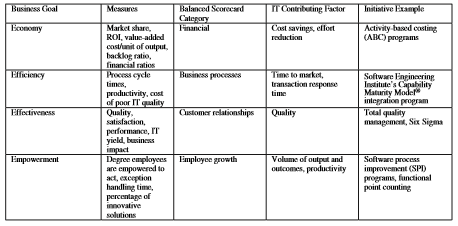 Business Goal
Measures
Balanced Scorecard
Category
IT Contributing Factor
Initiative Example
Economy
Market share,
ROI, value-added
cost/unit of output,
backlog ratio,
financial ratios
Financial
Cost savings, effort
reduction
Activity-based costing
(ABC) programs
Efficiency
Process cycle
times,
productivity, cost
of poor IT quality
Business processes
Time to market,
transaction response
time
Software Engineering
Institute's Capability
Maturity Model®
integration program
Effectiveness
Quality,
satisfaction,
performance, IT
yield, business
impact
Customer relationships
Quality
Total quality
management, Six Sigma
Empowerment
Degree employees
are empowered to
act, exception
handling time,
percentage of
innovative
solutions
Employee growth
Volume of output and
outcomes, productivity
Software process
improvement (SPI)
programs, functional
point counting